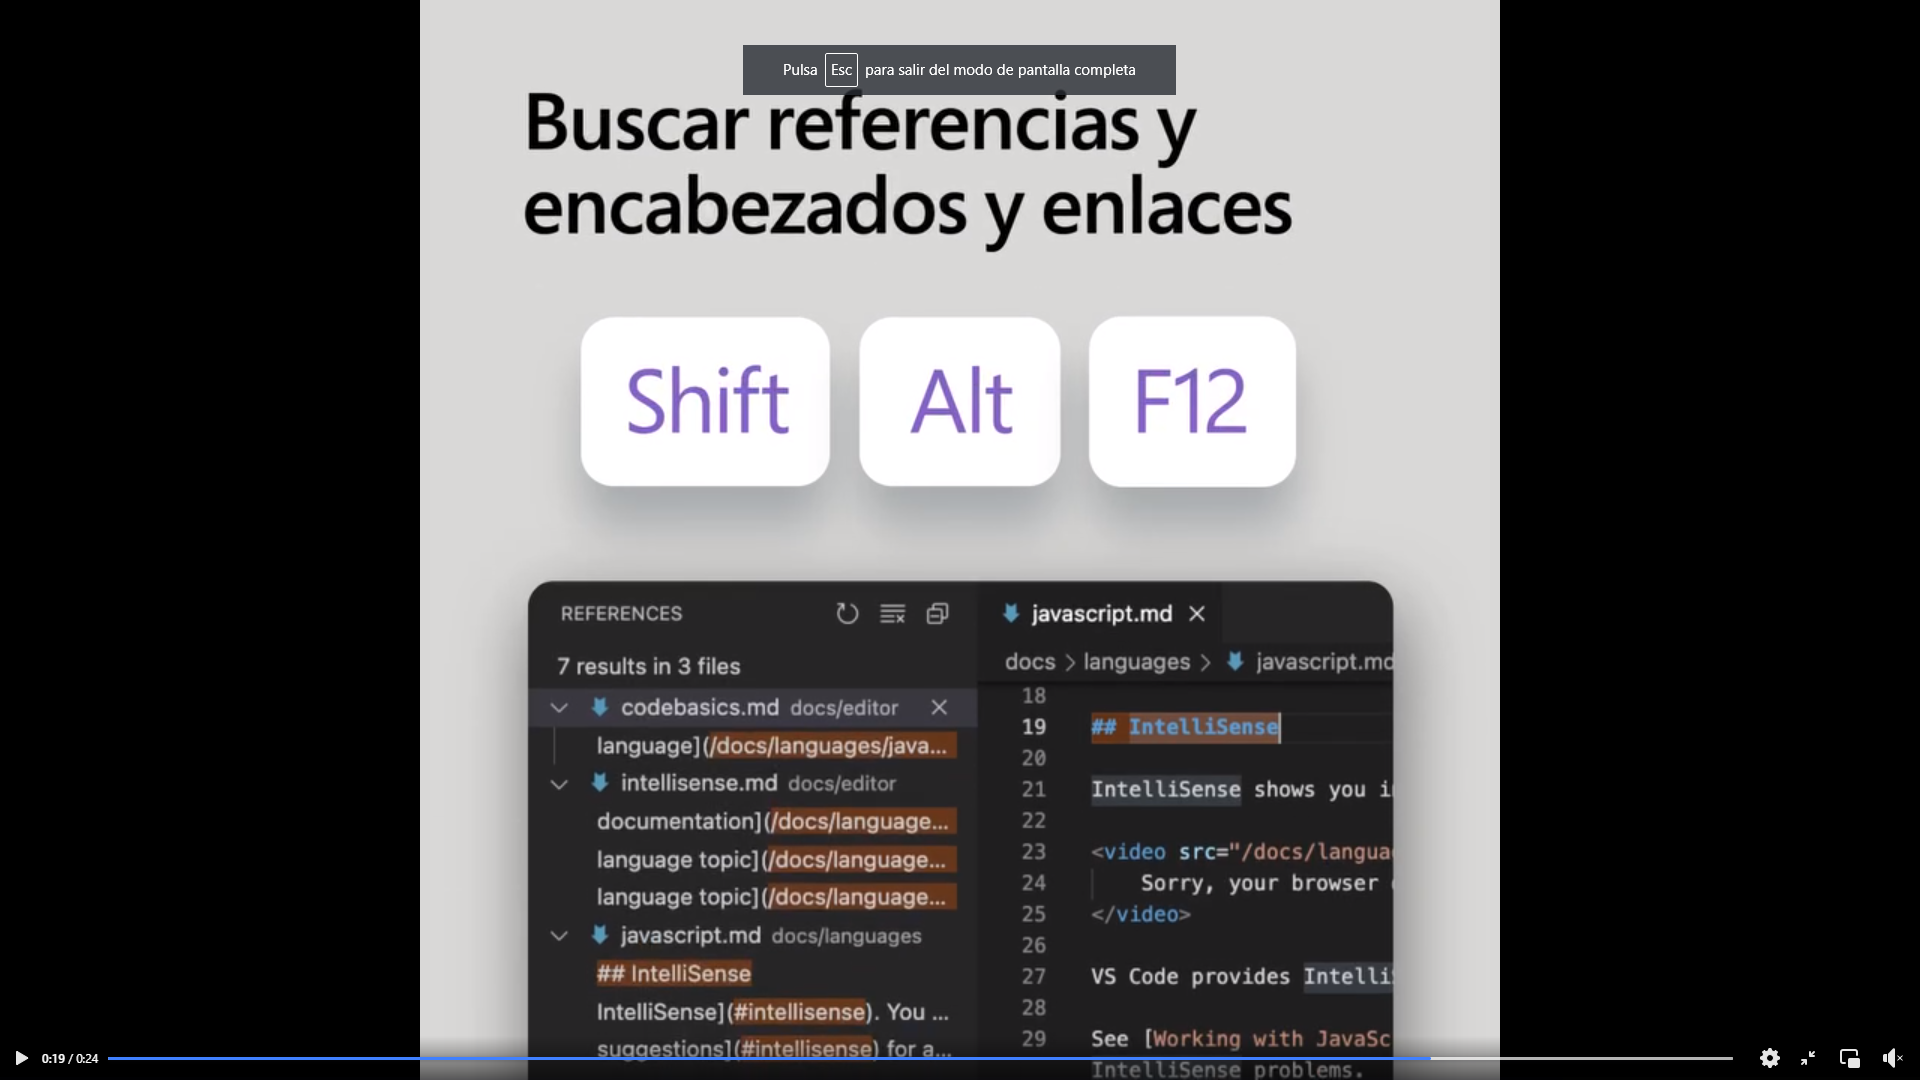 Pulsa Esc para salir del modo de pantalla completa
Buscar referencias y
encabezados y enlaces
Shift Alt F12
REFERENCES
7 results in 3 files
codebasics.md docs/editor
language](/docs/languages/java...
intellisense.md docs/editor
documentation](/docs/language...
language topic](/docs/language...
language topic](/docs/language...
javascript.md docs/languages
## IntelliSense
IntelliSense](#intellisense). You ...
suggestions](#intellisense) for a...
javascript.md
docs > languages > javascript.md
18
19 ## IntelliSense
20
21 IntelliSense shows you i
22
23 <video src="/docs/langua
24 Sorry, your browser
25 </video>
26
27 VS Code provides Intelli
28
29 See [Working with JavaSc
IntelliSense problems.
0:19 / 0:24